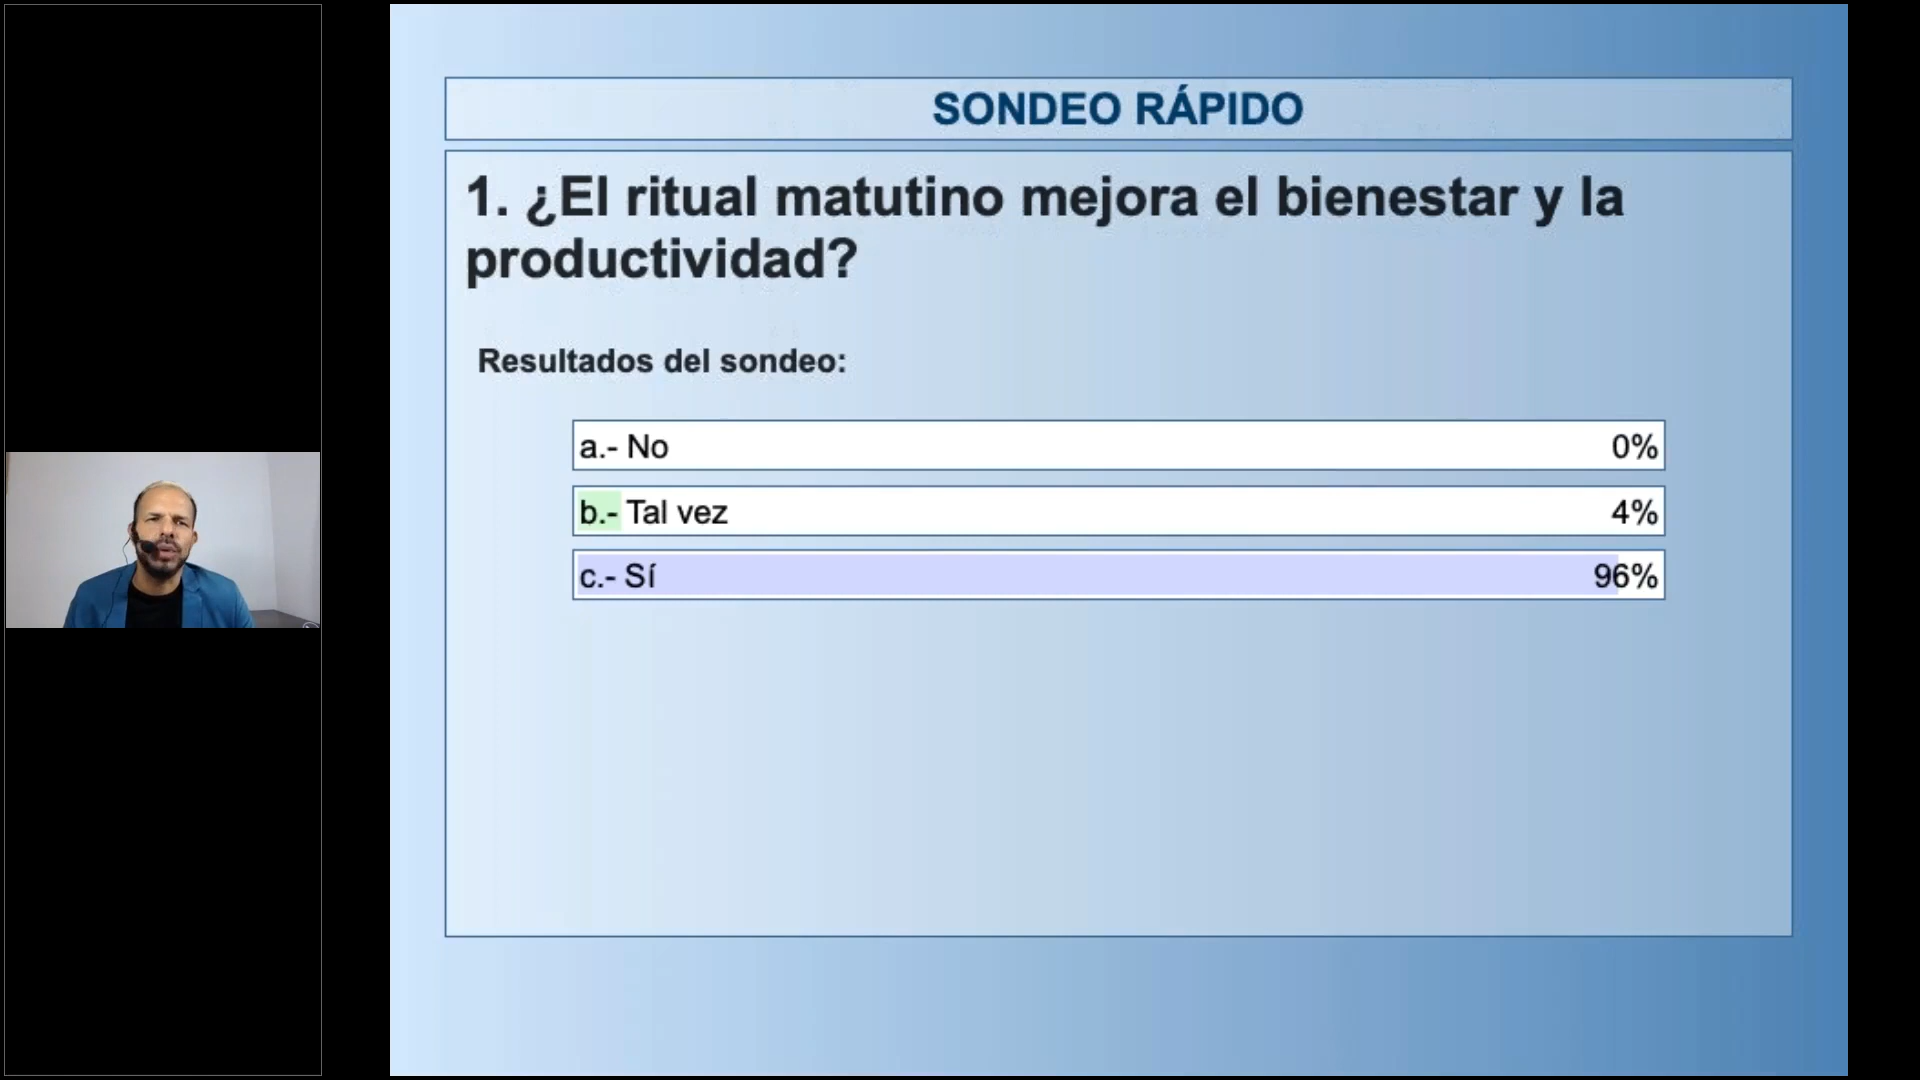 SONDEO RÁPIDO
1. ¿El ritual matutino mejora el bienestar y la
productividad?
Resultados del sondeo:
a.- No 0%
b.- Tal vez 4%
c.- Sí 96%